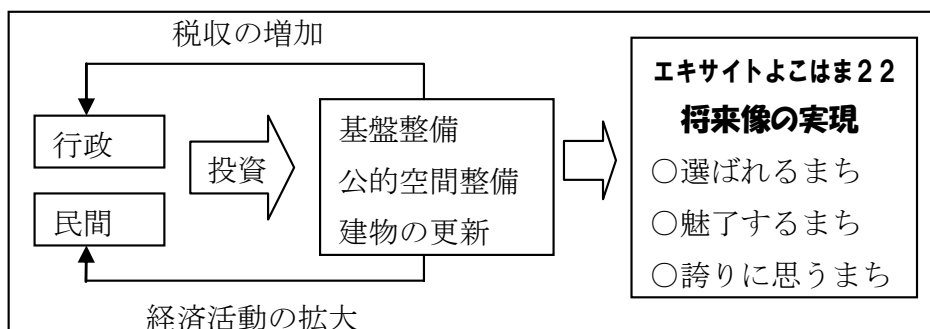 税収の増加
行政
民間
投資
基盤整備
公的空間整備
建物の更新
エキサイトよこはま２２
将来像の実現
○選ばれるまち
○魅了するまち
○誇りに思うまち
経済活動の拡大